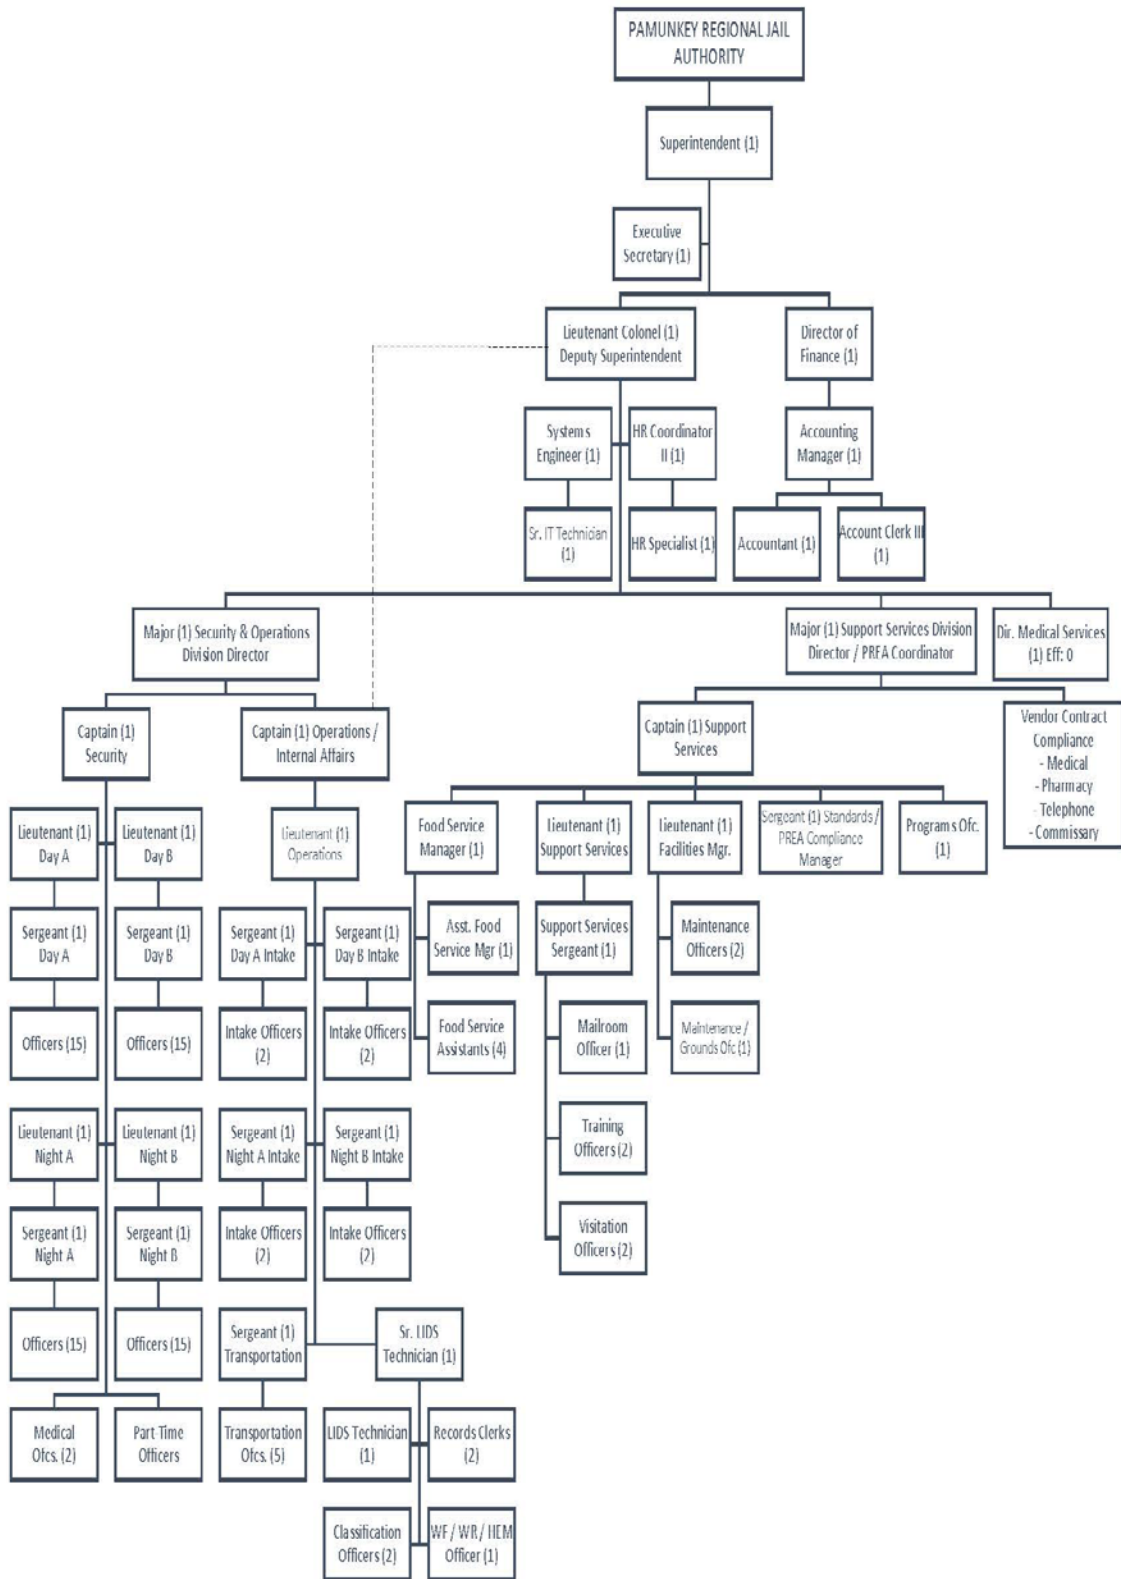 PAMUNKEY REGIONAL JAIL
AUTHORITY
Superintendent (1)
Executive
Secretary (1)
Lieutenant Colonel (1)
Deputy Superintendent
Director of
Finance (1)
Systems
Engineer (1)
HR Coordinator
II (1)
Accounting
Manager (1)
Sr. IT Technician
(1)
HR Specialist (1)
Accountant (1)
Account Clerk III
(1)
Major (1) Security & Operations
Division Director
Major (1) Support Services Division
Director / PREA Coordinator
Dir. Medical Services
(1) Eff: 0
Captain (1)
Security
Captain (1) Operations /
Internal Affairs
Captain (1) Support
Services
Vendor Contract
Compliance
- Medical
- Pharmacy
- Telephone
- Commissary
Lieutenant (1)
Day A
Lieutenant (1)
Day B
Lieutenant (1)
Operations
Food Service
Manager (1)
Lieutenant (1)
Support Services
Lieutenant (1)
Facilities Mgr.
Sergeant (1) Standards /
PREA Compliance
Manager
Programs Ofc.
(1)
Sergeant (1)
Day A
Sergeant (1)
Day B
Sergeant (1)
Day A Intake
Sergeant (1)
Day B Intake
Asst. Food
Service Mgr (1)
Support Services
Sergeant (1)
Maintenance
Officers (2)
Officers (15)
Officers (15)
Intake Officers
(2)
Intake Officers
(2)
Food Service
Assistants (4)
Mailroom
Officer (1)
Maintenance /
Grounds Ofc (1)
Lieutenant (1)
Night A
Lieutenant (1)
Night B
Sergeant (1)
Night A Intake
Sergeant (1)
Night B Intake
Training
Officers (2)
Sergeant (1)
Night A
Sergeant (1)
Night B
Intake Officers
(2)
Intake Officers
(2)
Visitation
Officers (2)
Officers (15)
Officers (15)
Sergeant (1)
Transportation
Sr. LIDS
Technician (1)
Medical
Ofcs. (2)
Part-Time
Officers
Transportation
Ofcs. (5)
LIDS Technician
(1)
Records Clerks
(2)
Classification
Officers (2)
WF / WR / HEM
Officer (1)